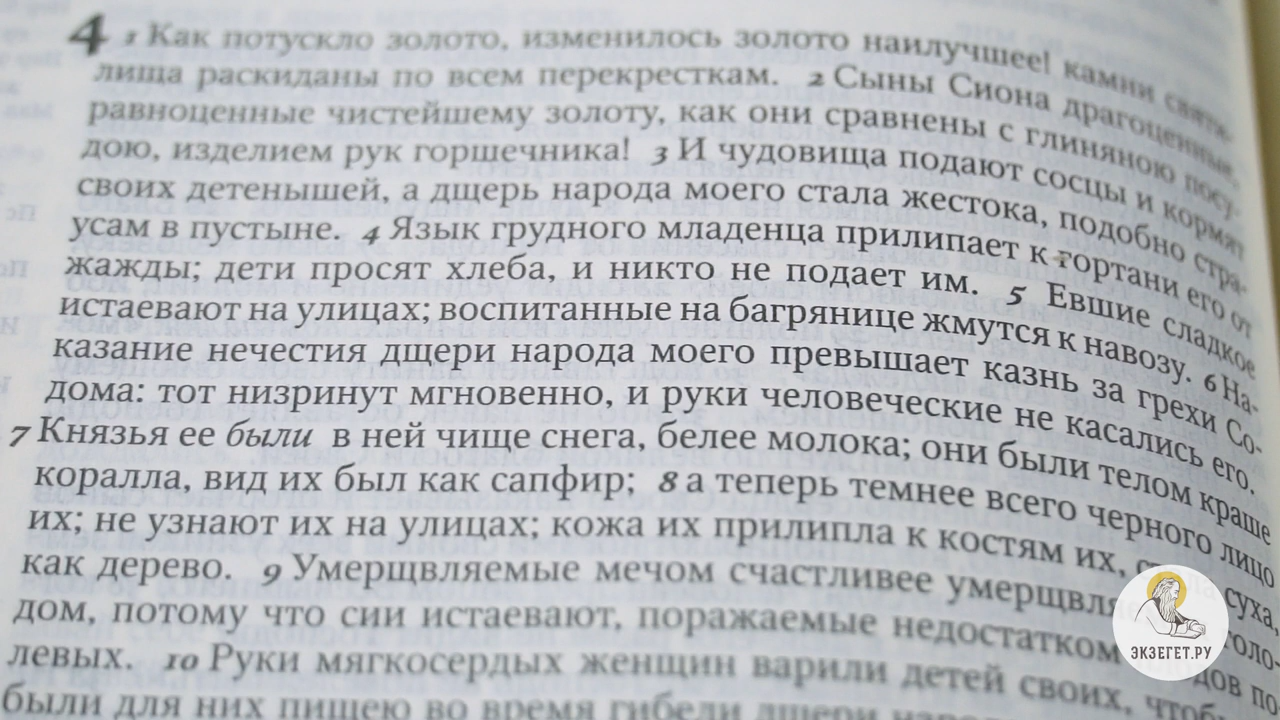 4 1 Как потускло золото, изменилось золото наилучшее! камни святи-
лища раскиданы по всем перекресткам. 2 Сыны Сиона драгоценные,
равноценные чистейшему золоту, как они сравнены с глиняною посу-
дою, изделием рук горшечника! 3 И чудовища подают сосцы и кормят
своих детенышей, а дщерь народа моего стала жестока, подобно стра-
усам в пустыне. 4 Язык грудного младенца прилипает к гортани его от
жажды; дети просят хлеба, и никто не подает им. 5 Евшие сладкое
истаевают на улицах; воспитанные на багрянице жмутся к навозу. 6 На-
казание нечестия дщери народа моего превышает казнь за грехи Со-
дома: тот низринут мгновенно, и руки человеческие не касались его.
7 Князья ее были в ней чище снега, белее молока; они были телом краше
коралла, вид их был как сапфир; 8 а теперь темнее всего черного лицо
их; не узнают их на улицах; кожа их прилипла к костям их, суха,
как дерево. 9 Умерщвляемые мечом счастливее умерщвля голо-
дом, потому что сии истаевают, поражаемые недостатком дов по-
левых. 10 Руки мягкосердых женщин варили детей своих, чтобы
были для них пищею во время гибели дщери
ЭКЗЕГЕТ.РУ